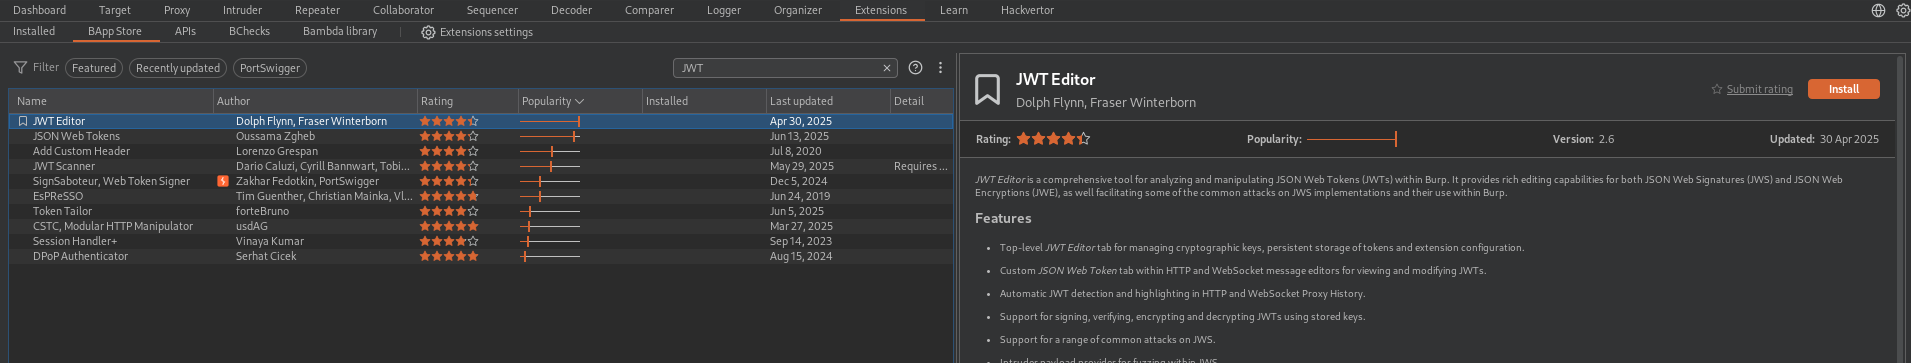 Dashboard Target Proxy Intruder Repeater Collaborator Sequencer Decoder Comparer Logger Organizer Extensions Learn Hackvertor
Installed BApp Store APIs BChecks Bambda library Extensions settings
Filter Featured Recently updated PortSwigger JWT
Name Author Rating Popularity Installed Last updated Detail
JWT Editor Dolph Flynn, Fraser Winterborn Apr 30, 2025
JSON Web Tokens Oussama Zgheb Jun 13, 2025
Add Custom Header Lorenzo Grespan Jul 8, 2020
JWT Scanner Dario Caluzi, Cyrill Bannwart, Tobi... May 29, 2025 Requires ...
SignSaboteur, Web Token Signer Zakhar Fedotkin, PortSwigger Dec 5, 2024
EsPReSSO Tim Guenther, Christian Mainka, Vl... Jun 24, 2019
Token Tailor forteBruno Jun 5, 2025
CSTC, Modular HTTP Manipulator usdAG Mar 27, 2025
Session Handler+ Vinaya Kumar Sep 14, 2023
DPoP Authenticator Serhat Cicek Aug 15, 2024
JWT Editor
Dolph Flynn, Fraser Winterborn
Submit rating Install
Rating: Popularity: Version: 2.6 Updated: 30 Apr 2025
JWT Editor is a comprehensive tool for analyzing and manipulating JSON Web Tokens (JWTs) within Burp. It provides rich editing capabilities for both JSON Web Signatures (JWS) and JSON Web
Encryptions (JWE), as well facilitating some of the common attacks on JWS implementations and their use within Burp.
Features
• Top-level JWT Editor tab for managing cryptographic keys, persistent storage of tokens and extension configuration.
• Custom JSON Web Token tab within HTTP and WebSocket message editors for viewing and modifying JWTs.
• Automatic JWT detection and highlighting in HTTP and WebSocket Proxy History.
• Support for signing, verifying, encrypting and decrypting JWTs using stored keys.
• Support for a range of common attacks on JWS.
• Intruder payload provider for fuzzing within JWS.